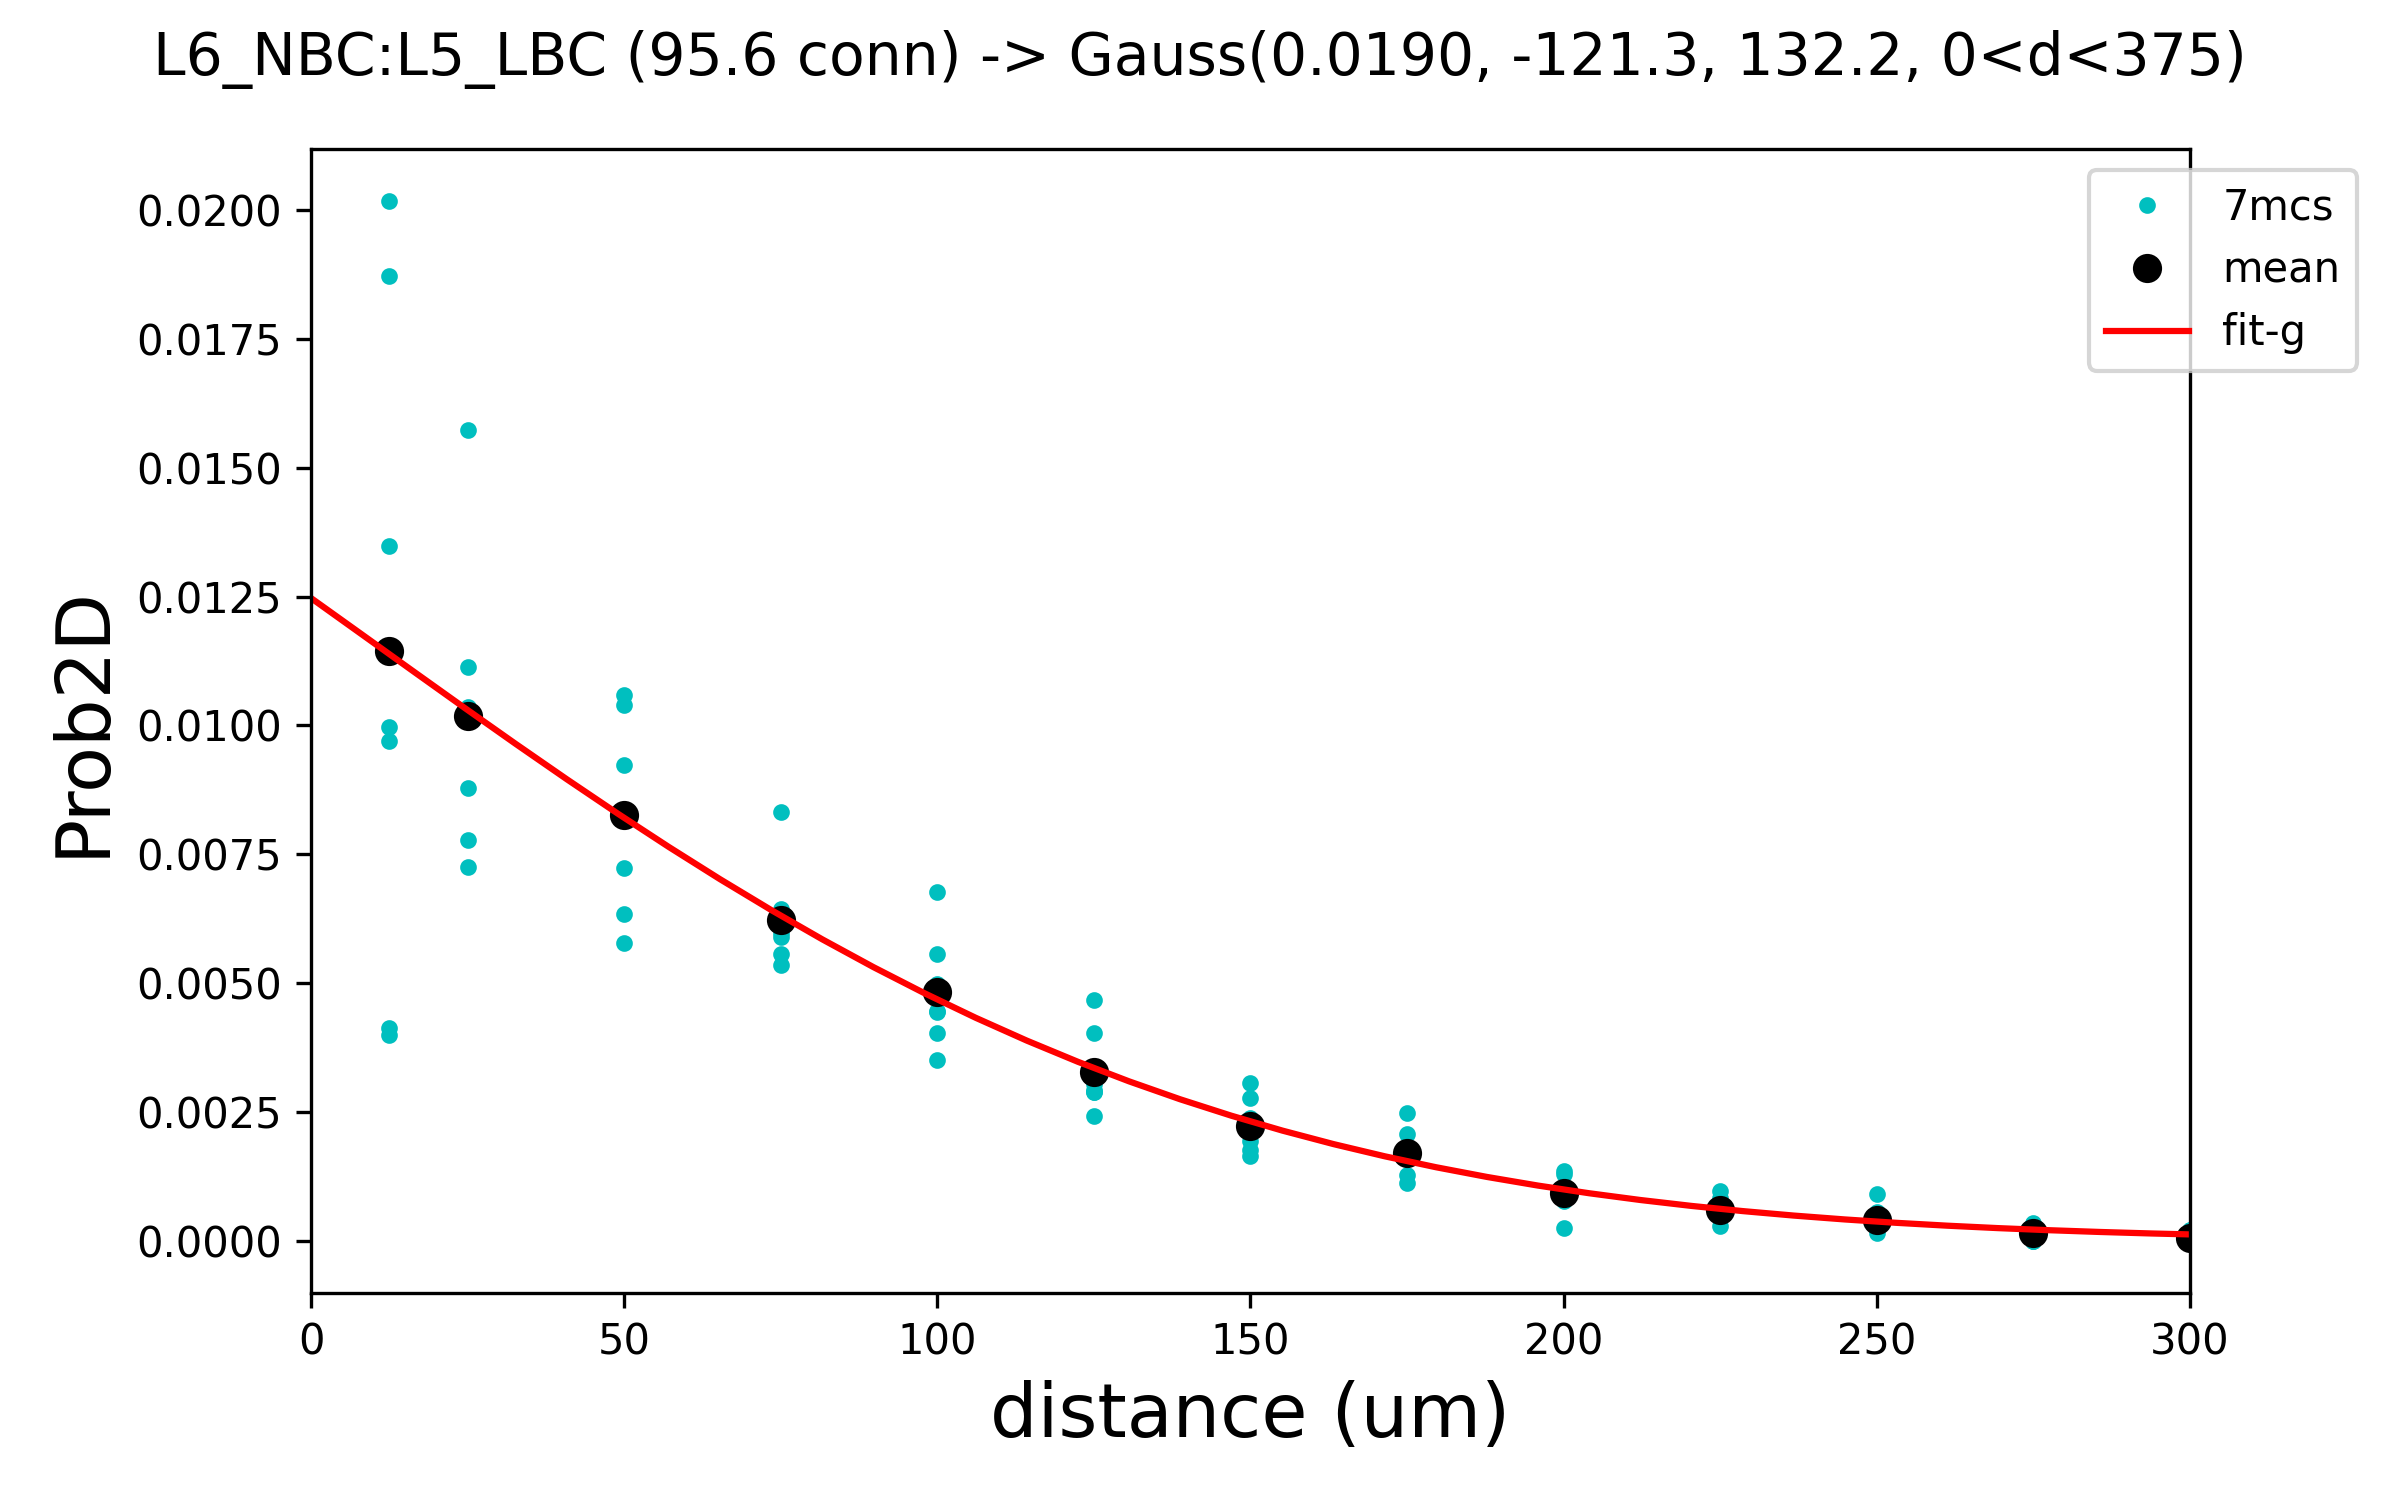 L6_NBC:L5_LBC (95.6 conn) -> Gauss(0.0190, -121.3, 132.2, 0<d<375)
7mcs
mean
fit-g
0.0200
0.0175
0.0150
0.0125
0.0100
0.0075
0.0050
0.0025
0.0000
Prob2D
0 50 100 150 200 250 300
distance (um)